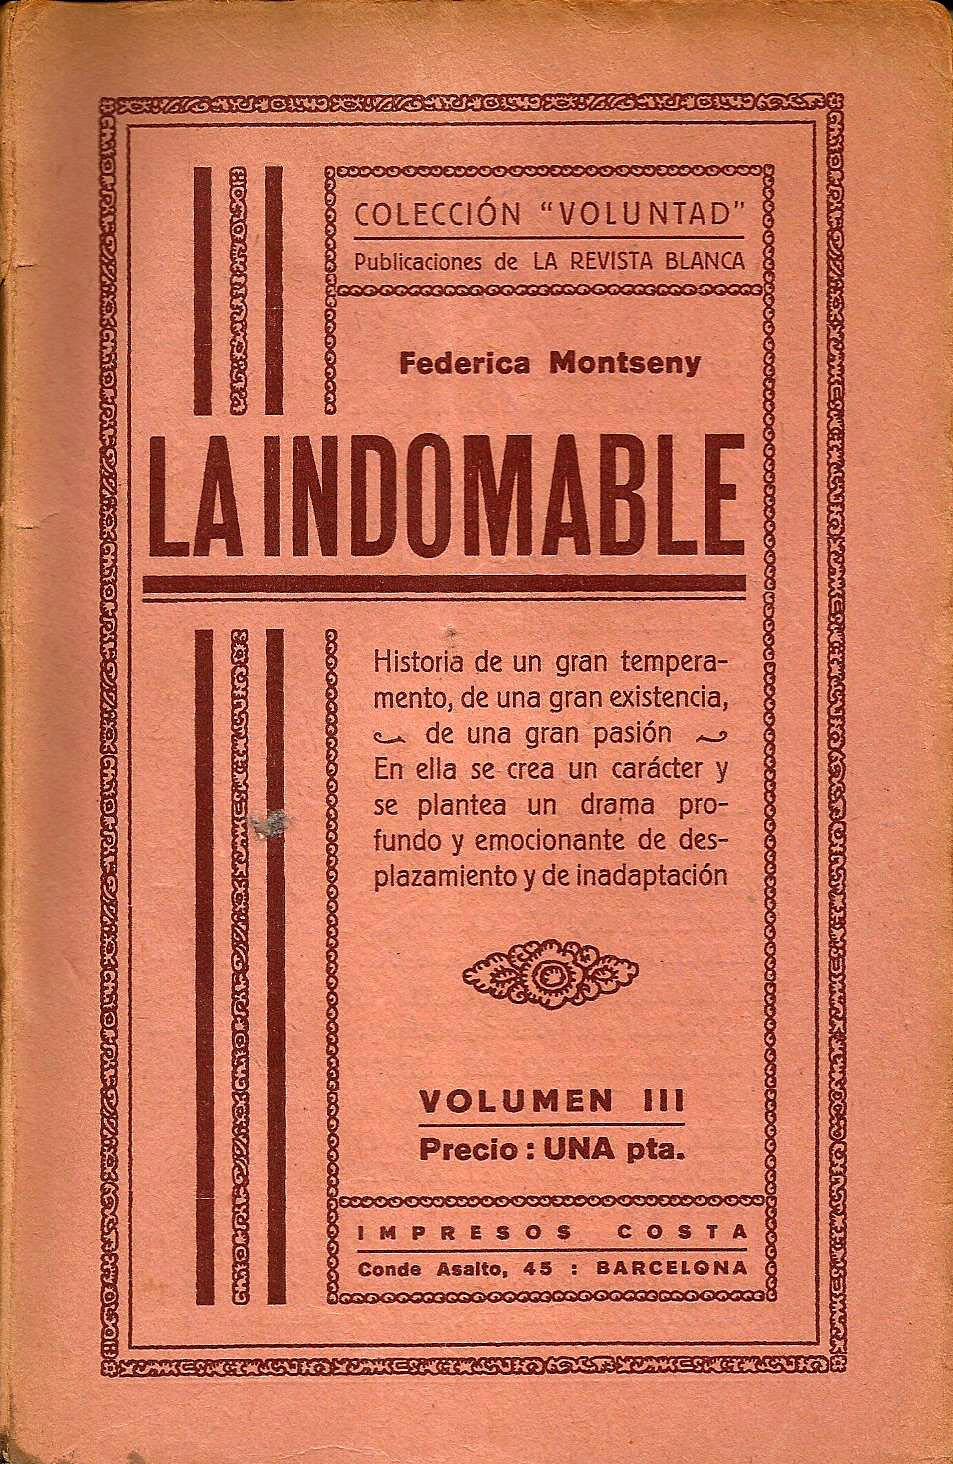 COLECCIÓN "VOLUNTAD"
Publicaciones de LA REVISTA BLANCA
Federica Montseny
LA INDOMABLE
Historia de un gran tempera-
mento, de una gran existencia,
de una gran pasión
En ella se crea un carácter y
se plantea un drama pro-
fundo y emocionante de des-
plazamiento y de inadaptación
VOLUMEN III
Precio: UNA pta.
IMPRESOS COSTA
Conde Asalto, 45 : BARCELONA